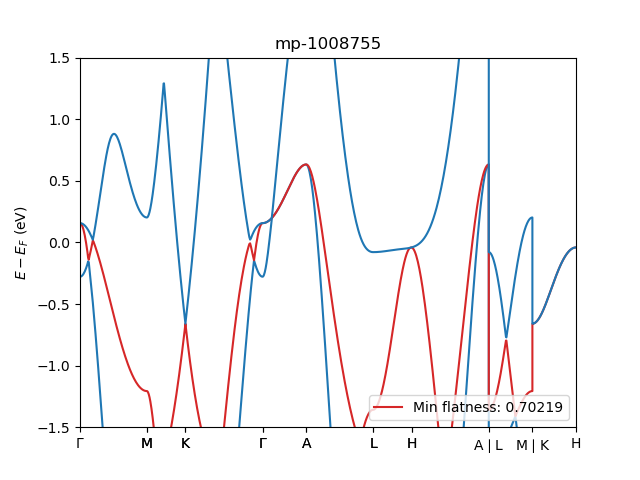 mp-1008755
E − E_F (eV)
1.5
1.0
0.5
0.0
−0.5
−1.0
−1.5
Min flatness: 0.70219
Γ M K Γ A L H A | L M | K H